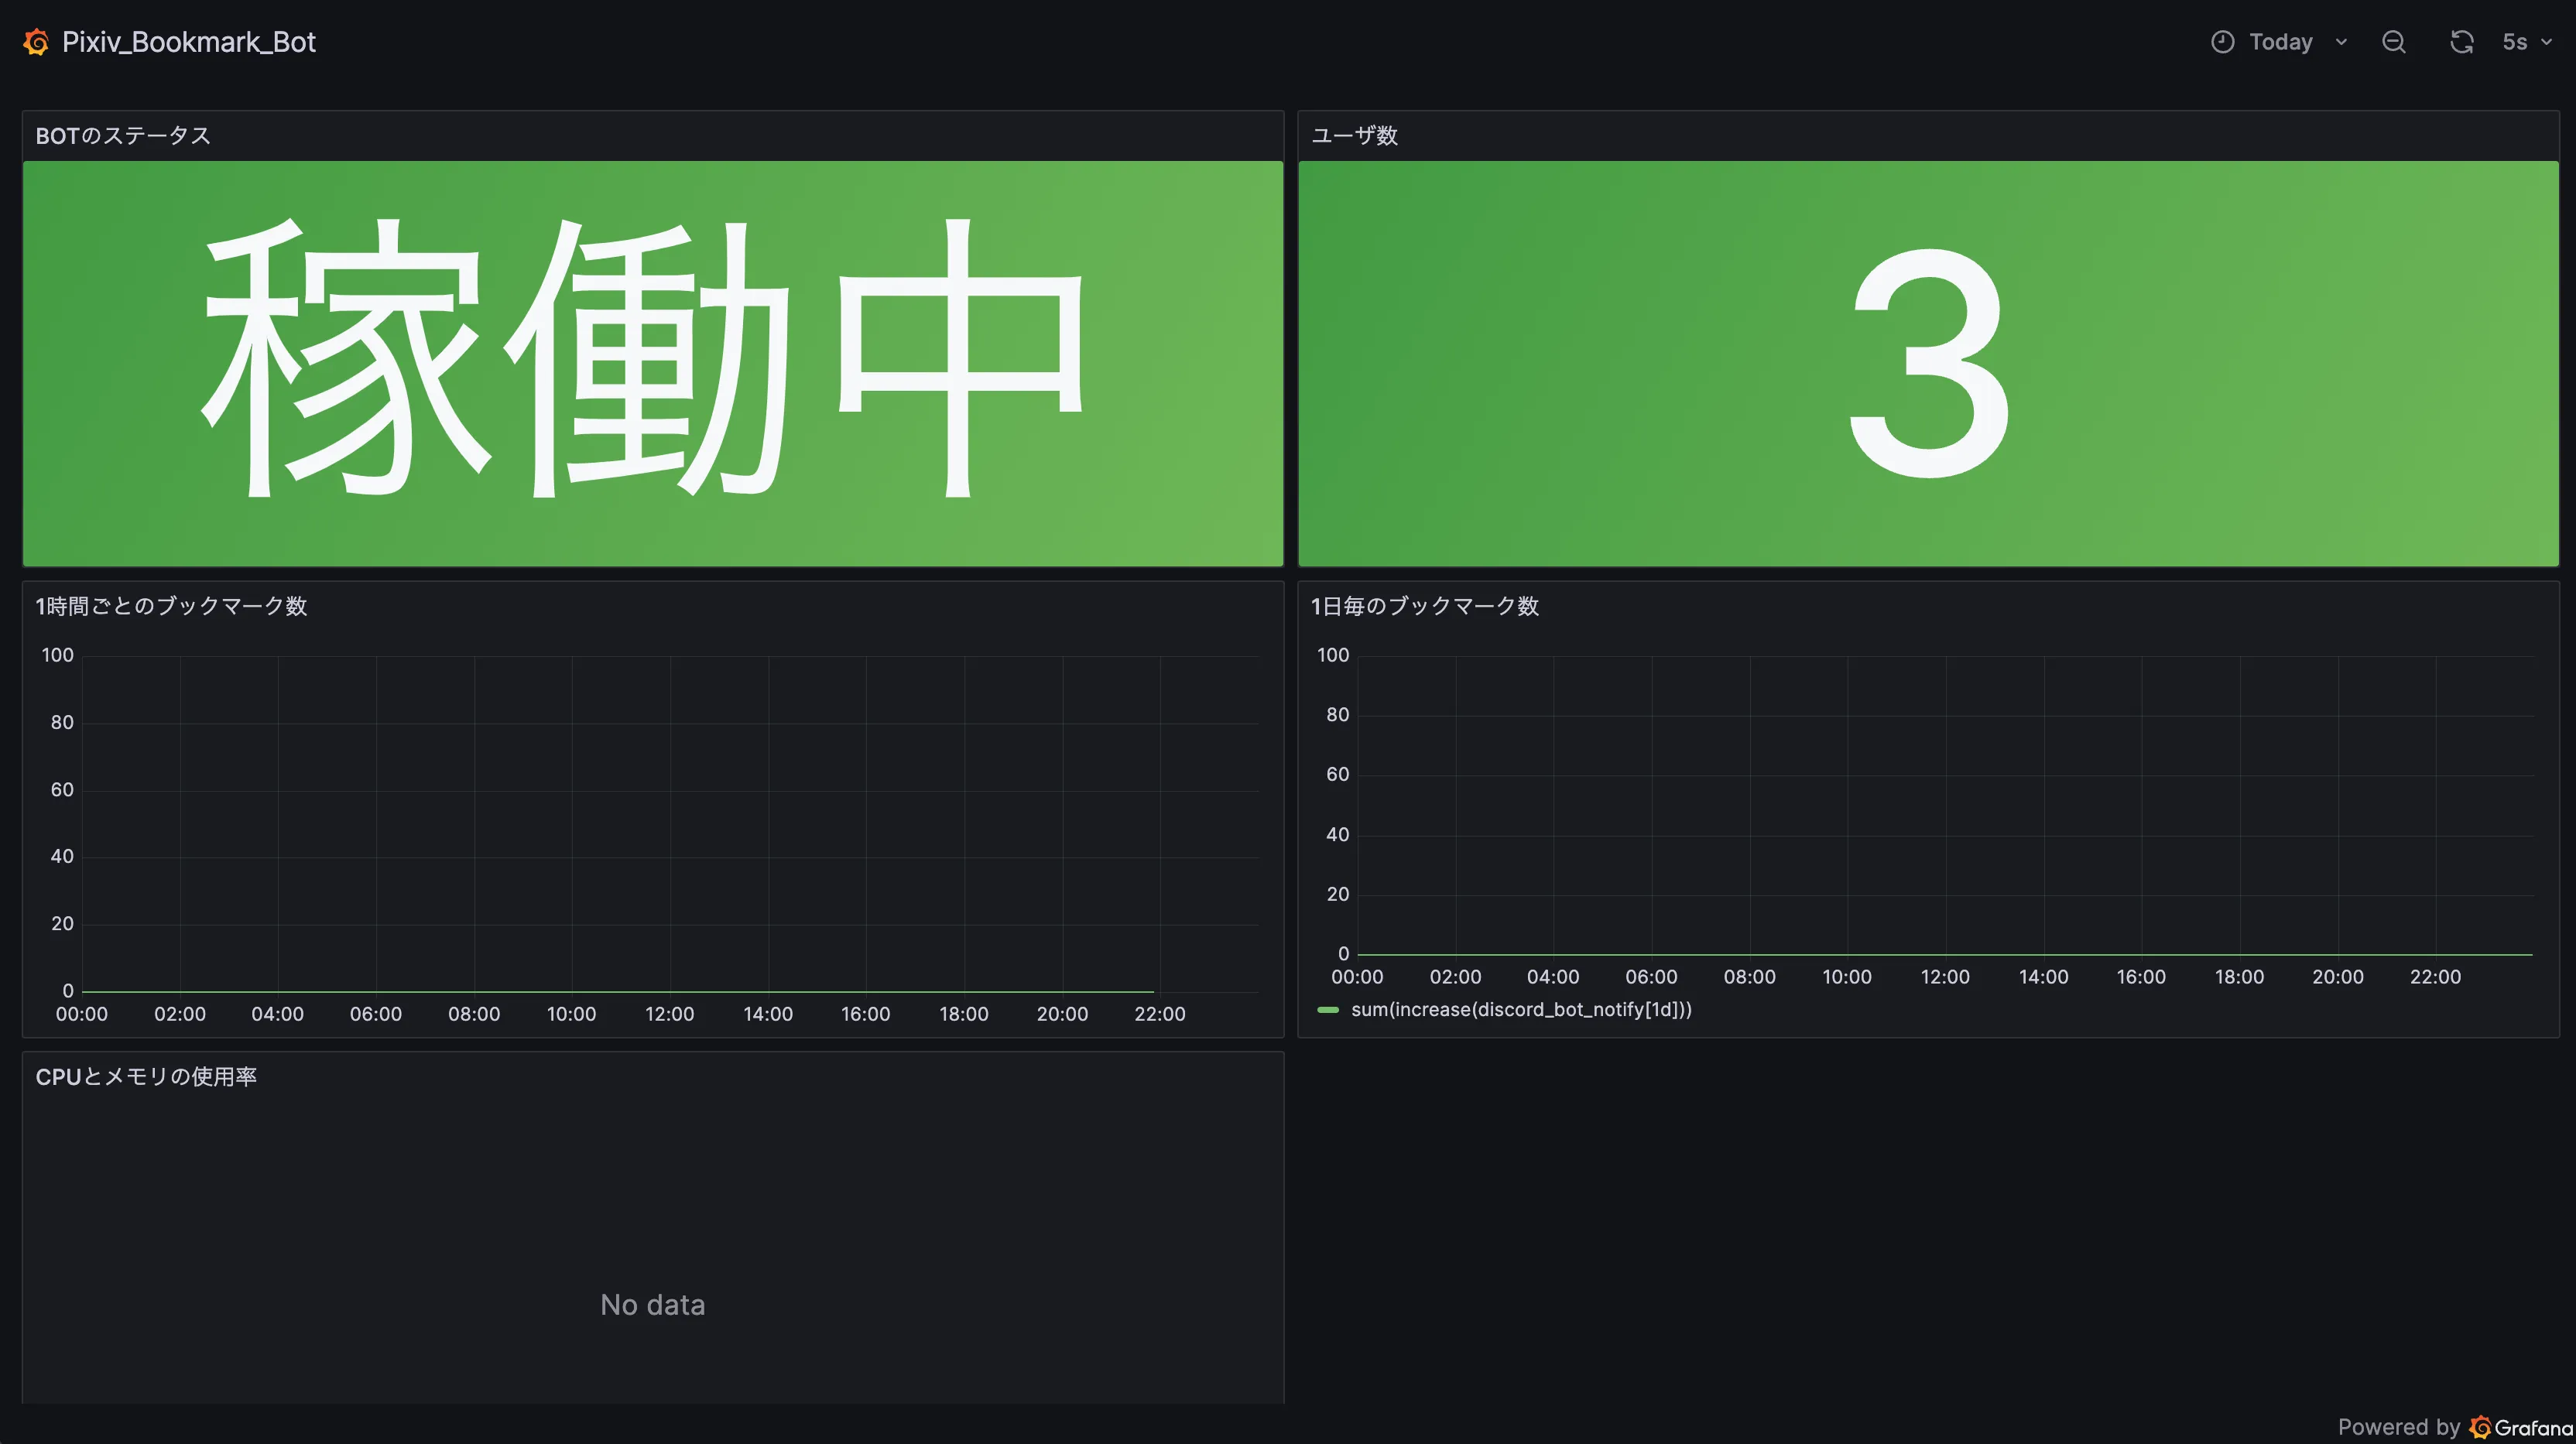 Pixiv_Bookmark_Bot
Today
5s
BOTのステータス
稼働中
ユーザ数
3
1時間ごとのブックマーク数
100
80
60
40
20
0
00:00 02:00 04:00 06:00 08:00 10:00 12:00 14:00 16:00 18:00 20:00 22:00
1日毎のブックマーク数
100
80
60
40
20
0
00:00 02:00 04:00 06:00 08:00 10:00 12:00 14:00 16:00 18:00 20:00 22:00
sum(increase(discord_bot_notify[1d]))
CPUとメモリの使用率
No data
Powered by Grafana